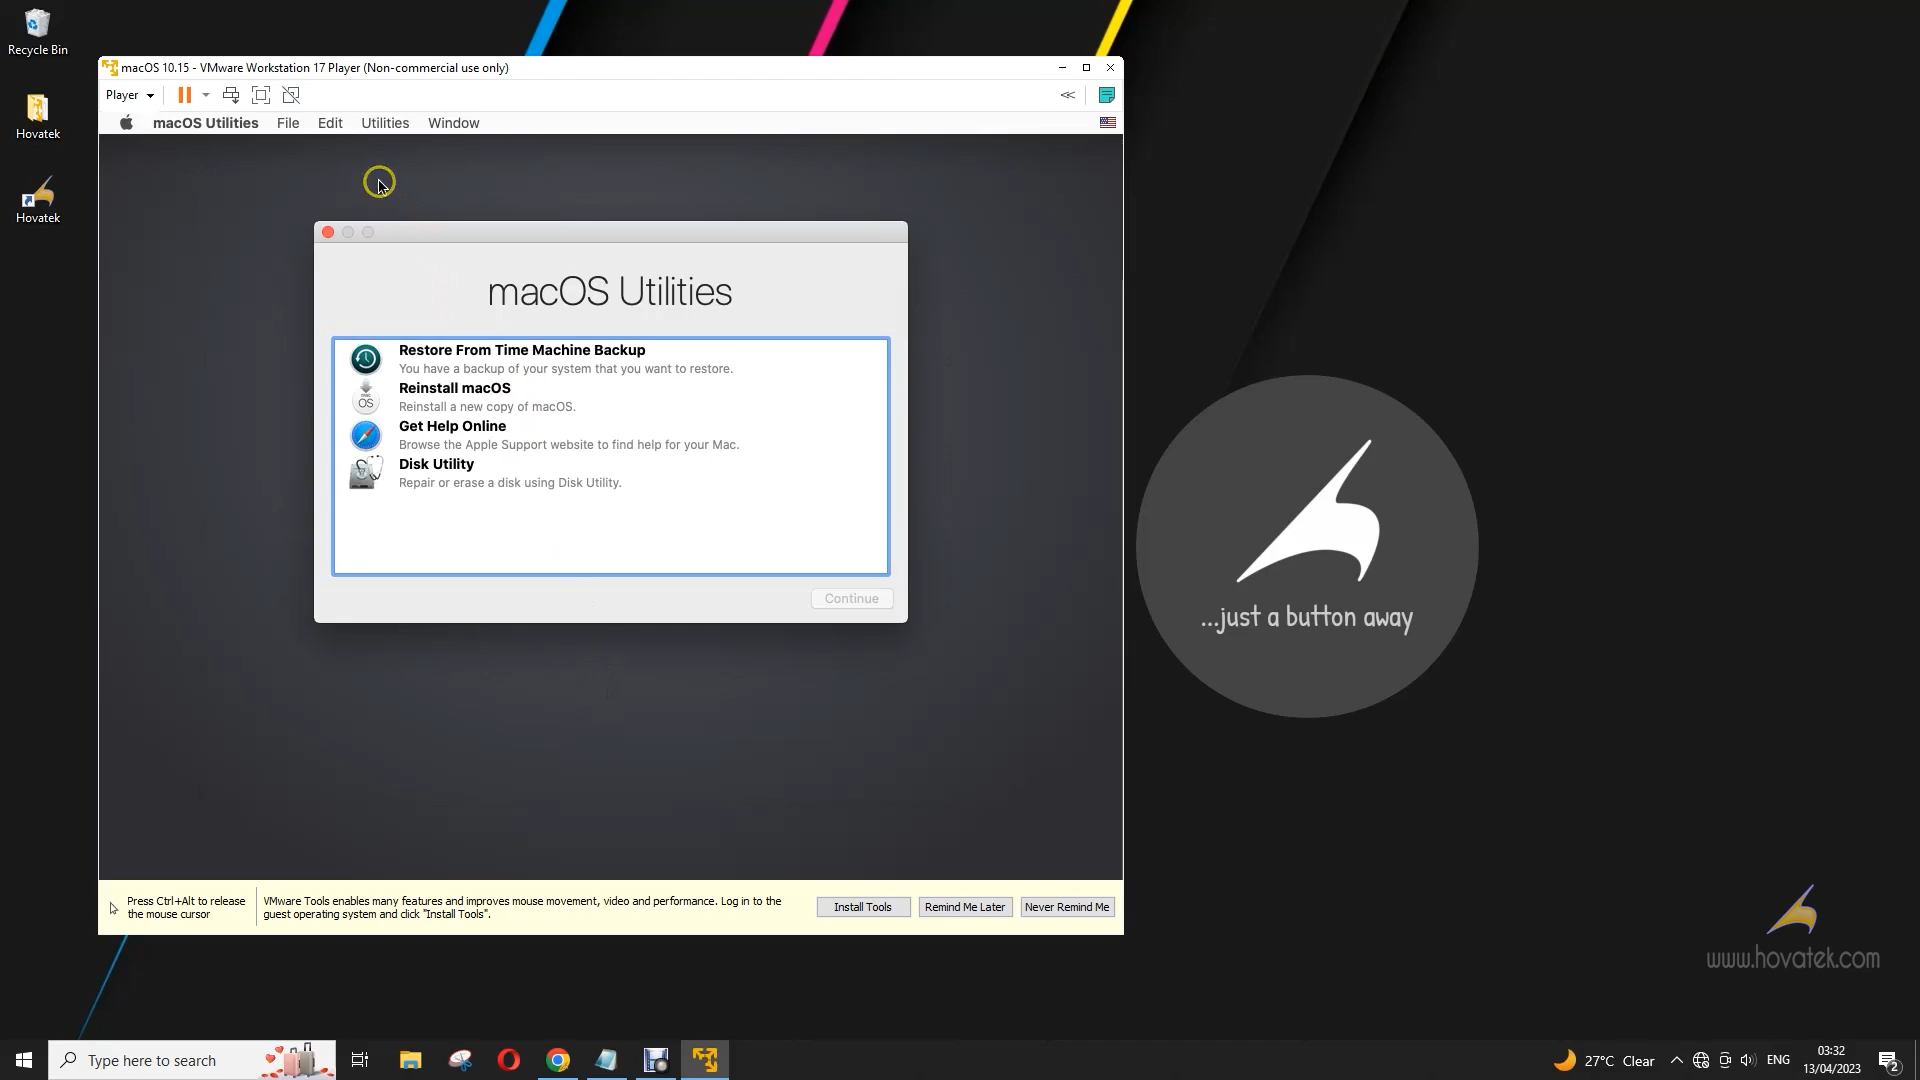 Recycle Bin
Hovatek
Hovatek
macOS 10.15 - VMware Workstation 17 Player (Non-commercial use only)
Player
macOS Utilities File Edit Utilities Window
macOS Utilities
Restore From Time Machine Backup
You have a backup of your system that you want to restore.
Reinstall macOS
Reinstall a new copy of macOS.
Get Help Online
Browse the Apple Support website to find help for your Mac.
Disk Utility
Repair or erase a disk using Disk Utility.
Continue
mac
OS
Press Ctrl+Alt to release
the mouse cursor
VMware Tools enables many features and improves mouse movement, video and performance. Log in to the
guest operating system and click "Install Tools".
Install Tools
Remind Me Later
Never Remind Me
...just a button away
www.hovatek.com
Type here to search
27°C Clear
ENG
03:32
13/04/2023
2